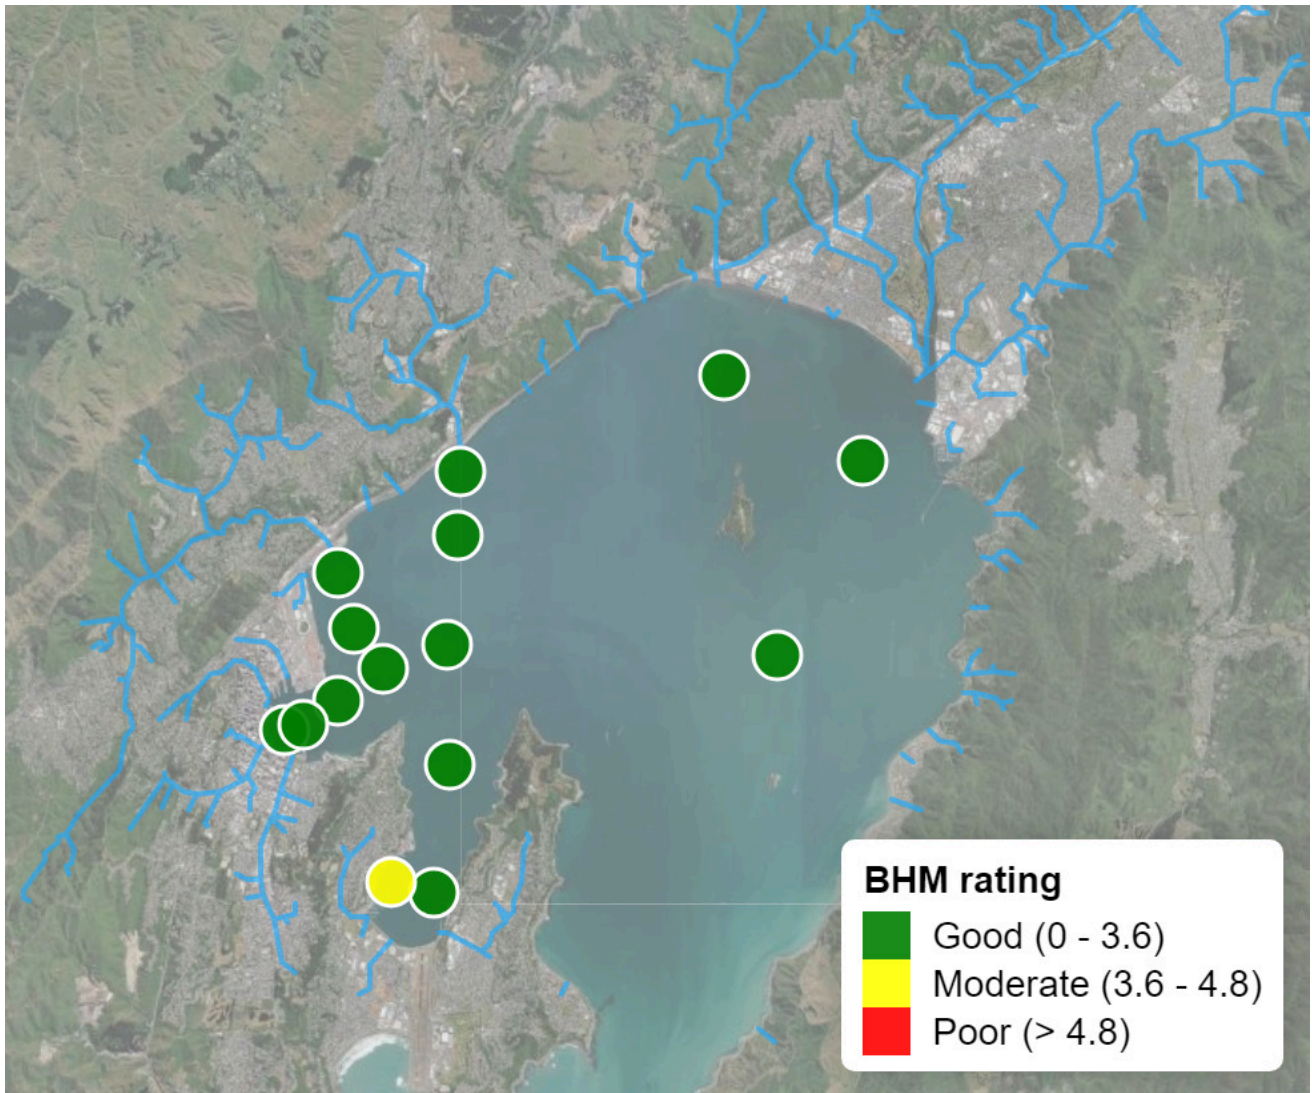 BHM rating
Good (0 - 3.6)
Moderate (3.6 - 4.8)
Poor (> 4.8)